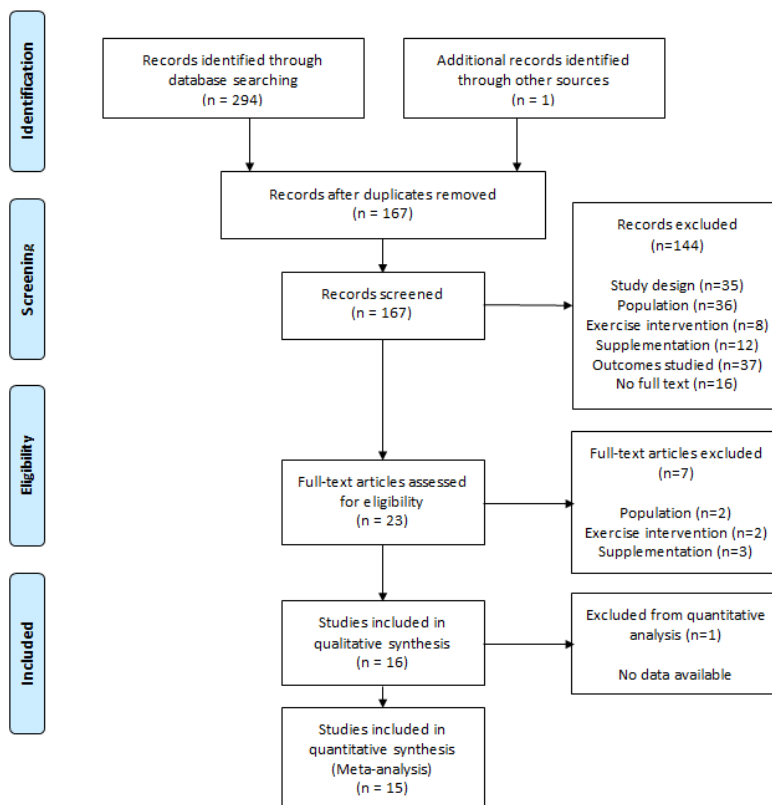 Identification
Records identified through
database searching
(n = 294)
Additional records identified
through other sources
(n = 1)
Records after duplicates removed
(n = 167)
Screening
Records screened
(n = 167)
Records excluded
(n=144)
Study design (n=35)
Population (n=36)
Exercise intervention (n=8)
Supplementation (n=12)
Outcomes studied (n=37)
No full text (n=16)
Eligibility
Full-text articles assessed
for eligibility
(n = 23)
Full-text articles excluded
(n=7)
Population (n=2)
Exercise intervention (n=2)
Supplementation (n=3)
Included
Studies included in
qualitative synthesis
(n = 16)
Excluded from quantitative
analysis (n=1)
No data available
Studies included in
quantitative synthesis
(Meta-analysis)
(n = 15)